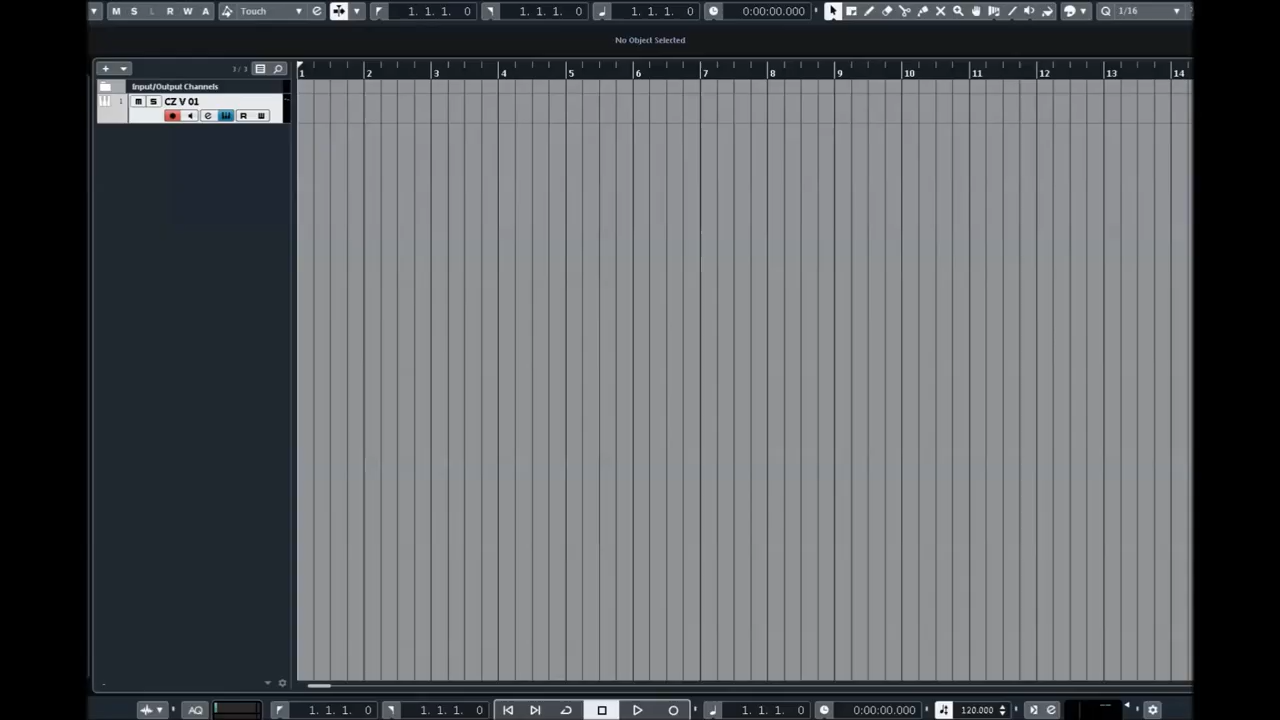 M S L R W A Touch 1. 1. 1. 0 1. 1. 1. 0 1. 1. 1. 0 0:00:00.000 1/16
No Object Selected
3 / 3
1 2 3 4 5 6 7 8 9 10 11 12 13 14
Input/Output Channels
1 M S CZ V 01
e R
AQ 1. 1. 1. 0 1. 1. 1. 0 1. 1. 1. 0 0:00:00.000 120.000